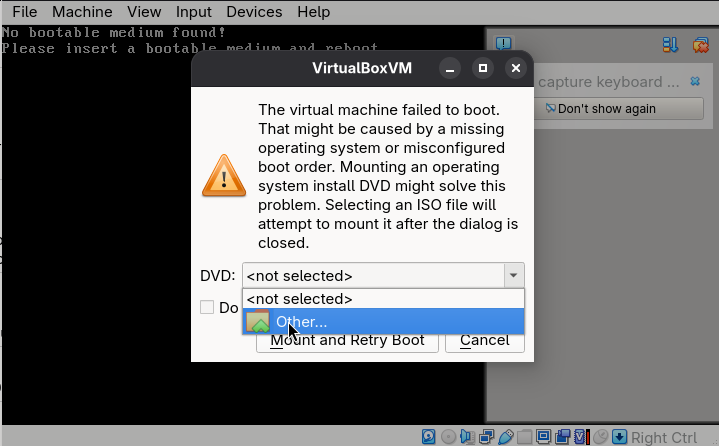 File Machine View Input Devices Help
No bootable medium found!
Please insert a bootable medium and reboot
VirtualBoxVM
capture keyboard ...
Don't show again
The virtual machine failed to boot.
That might be caused by a missing
operating system or misconfigured
boot order. Mounting an operating
system install DVD might solve this
problem. Selecting an ISO file will
attempt to mount it after the dialog is
closed.
DVD: <not selected>
<not selected>
Do
Other...
Mount and Retry Boot Cancel
Right Ctrl